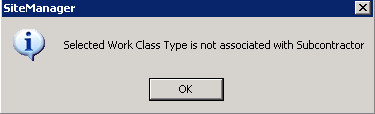 SiteManager
Selected Work Class Type is not associated with Subcontractor
OK